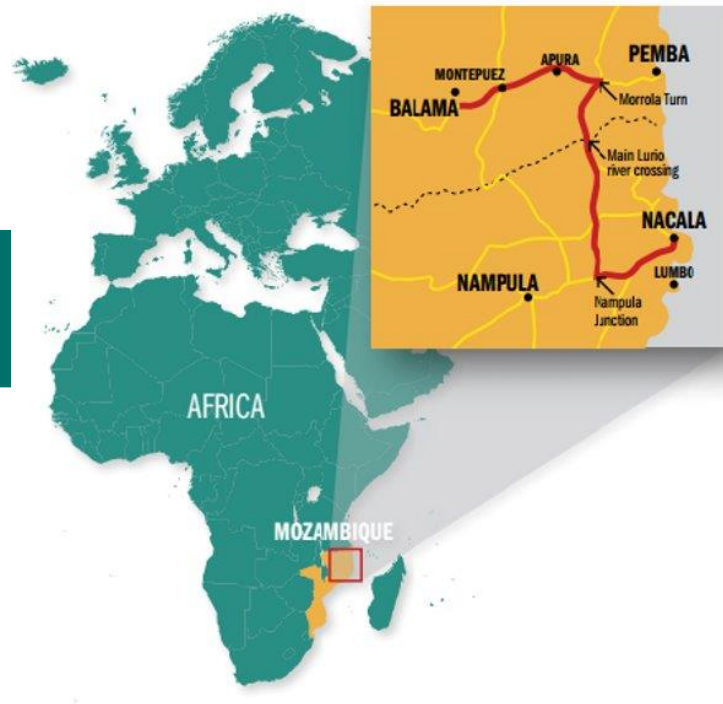 APURA
PEMBA
MONTEPUEZ
BALAMA
Morrola Turn
Main Lurio
river crossing
NACALA
NAMPULA
LUMBO
Nampula
Junction
AFRICA
MOZAMBIQUE